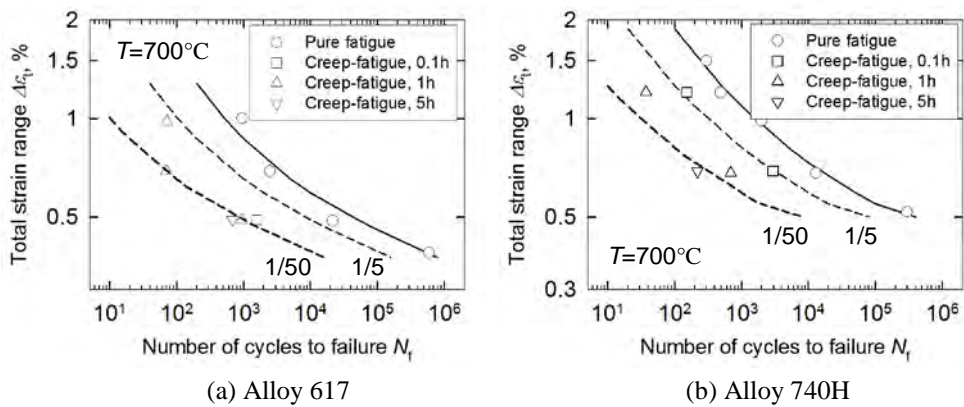 2
1.5
1
0.5
Total strain range Δεt, %
T=700°C
Pure fatigue
Creep-fatigue, 0.1h
Creep-fatigue, 1h
Creep-fatigue, 5h
1/50
1/5
10¹ 10² 10³ 10⁴ 10⁵ 10⁶
Number of cycles to failure Nf
(a) Alloy 617
2
1.5
1
0.5
0.3
Total strain range Δεt, %
Pure fatigue
Creep-fatigue, 0.1h
Creep-fatigue, 1h
Creep-fatigue, 5h
T=700°C
1/50
1/5
10¹ 10² 10³ 10⁴ 10⁵ 10⁶
Number of cycles to failure Nf
(b) Alloy 740H